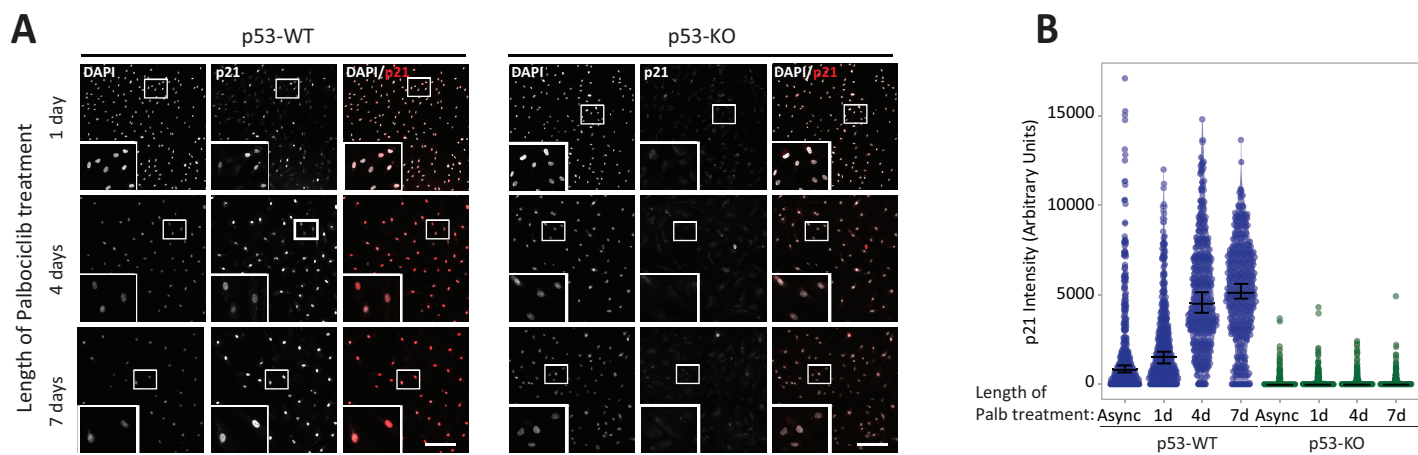 A
p53-WT
p53-KO
DAPI
p21
DAPI/p21
DAPI
p21
DAPI/p21
Length of Palbociclib treatment
1 day
4 days
7 days
B
p21 Intensity (Arbitrary Units)
15000
10000
5000
0
Length of
Palb treatment: Async 1d 4d 7d Async 1d 4d 7d
p53-WT p53-KO